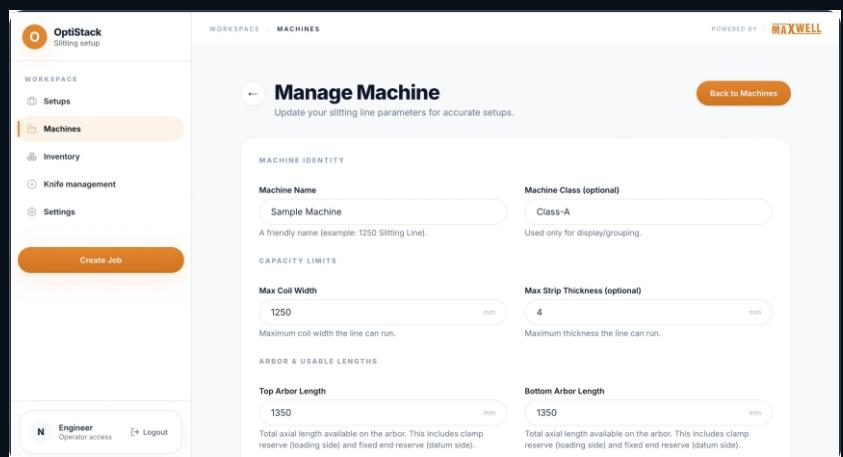 O
OptiStack
Slitting setup
WORKSPACE
Setups
Machines
Inventory
Knife management
Settings
Create Job
N
Engineer
Operator access
Logout
WORKSPACE > MACHINES
POWERED BY
MAXWELL
←
Manage Machine
Update your slitting line parameters for accurate setups.
Back to Machines
MACHINE IDENTITY
Machine Name
Sample Machine
A friendly name (example: 1250 Slitting Line).
Machine Class (optional)
Class-A
Used only for display/grouping.
CAPACITY LIMITS
Max Coil Width
1250 mm
Maximum coil width the line can run.
Max Strip Thickness (optional)
4 mm
Maximum thickness the line can run.
ARBOR & USABLE LENGTHS
Top Arbor Length
1350 mm
Total axial length available on the arbor. This includes clamp
reserve (loading side) and fixed end reserve (datum side).
Bottom Arbor Length
1350 mm
Total axial length available on the arbor. This includes clamp
reserve (loading side) and fixed end reserve (datum side).